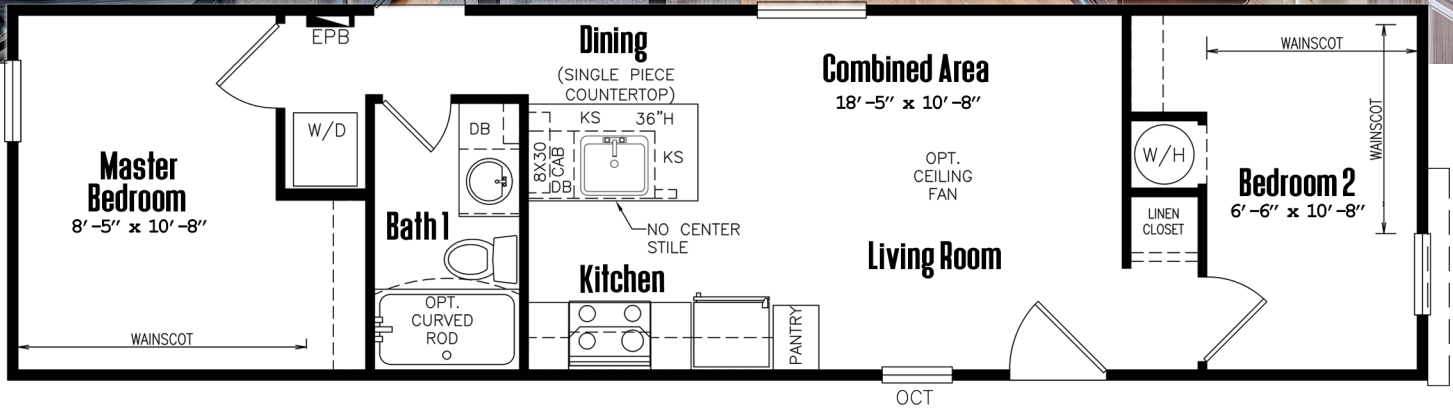 EPB
W/D
Master
Bedroom
8'-5" x 10'-8"
WAINSCOT
DB
Bath 1
OPT.
CURVED
ROD
Dining
(SINGLE PIECE
COUNTERTOP)
KS
36"H
8X30
CAB
DB
KS
NO CENTER
STILE
Kitchen
PANTRY
Combined Area
18'-5" x 10'-8"
OPT.
CEILING
FAN
Living Room
OCT
W/H
LINEN
CLOSET
WAINSCOT
WAINSCOT
Bedroom 2
6'-6" x 10'-8"